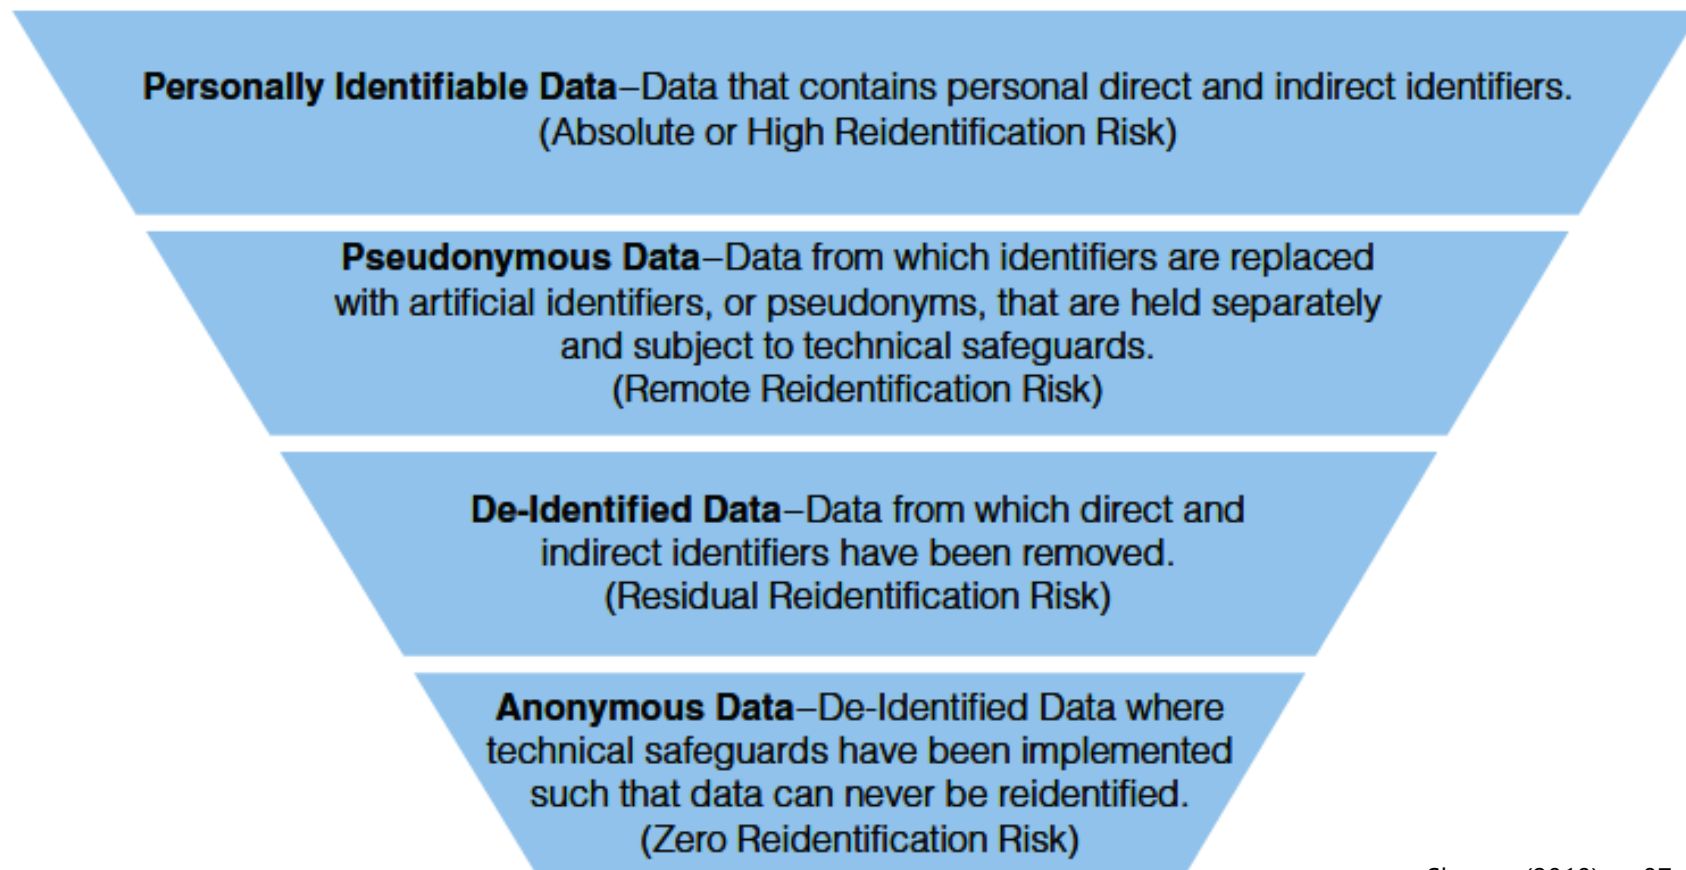 Personally Identifiable Data–Data that contains personal direct and indirect identifiers.
(Absolute or High Reidentification Risk)
Pseudonymous Data–Data from which identifiers are replaced
with artificial identifiers, or pseudonyms, that are held separately
and subject to technical safeguards.
(Remote Reidentification Risk)
De-Identified Data–Data from which direct and
indirect identifiers have been removed.
(Residual Reidentification Risk)
Anonymous Data–De-Identified Data where
technical safeguards have been implemented
such that data can never be reidentified.
(Zero Reidentification Risk)